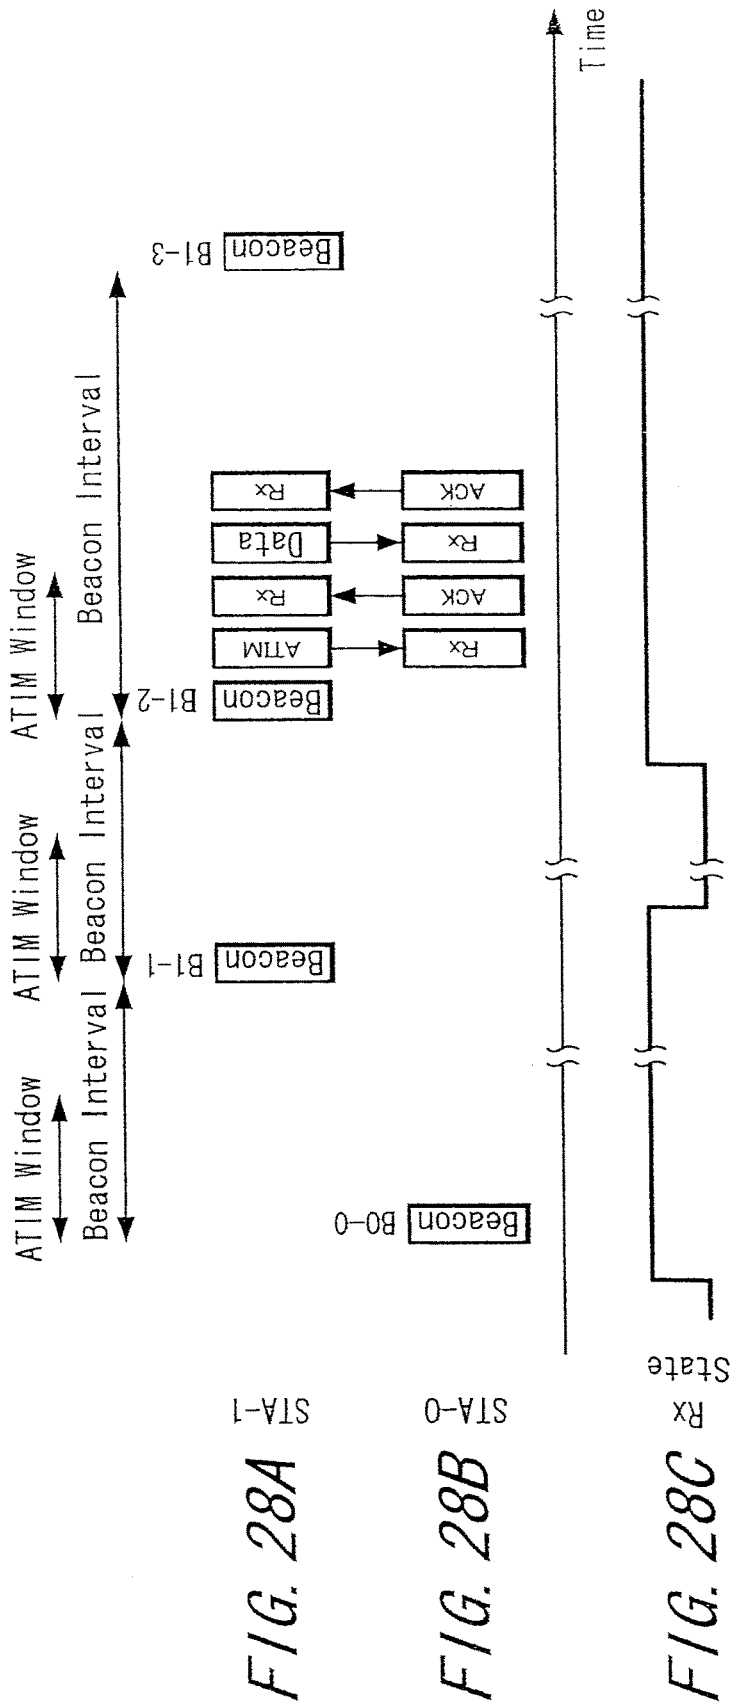 ATIM Window
ATIM Window
ATIM Window
Beacon Interval
Beacon Interval
Beacon Interval
FIG. 28A
STA-1
B1-1
Beacon
B1-2
Beacon
ATIM
Rx
Data
Rx
B1-3
Beacon
FIG. 28B
STA-0
B0-0
Beacon
Rx
ACK
Rx
ACK
Time
FIG. 28C
Rx
State